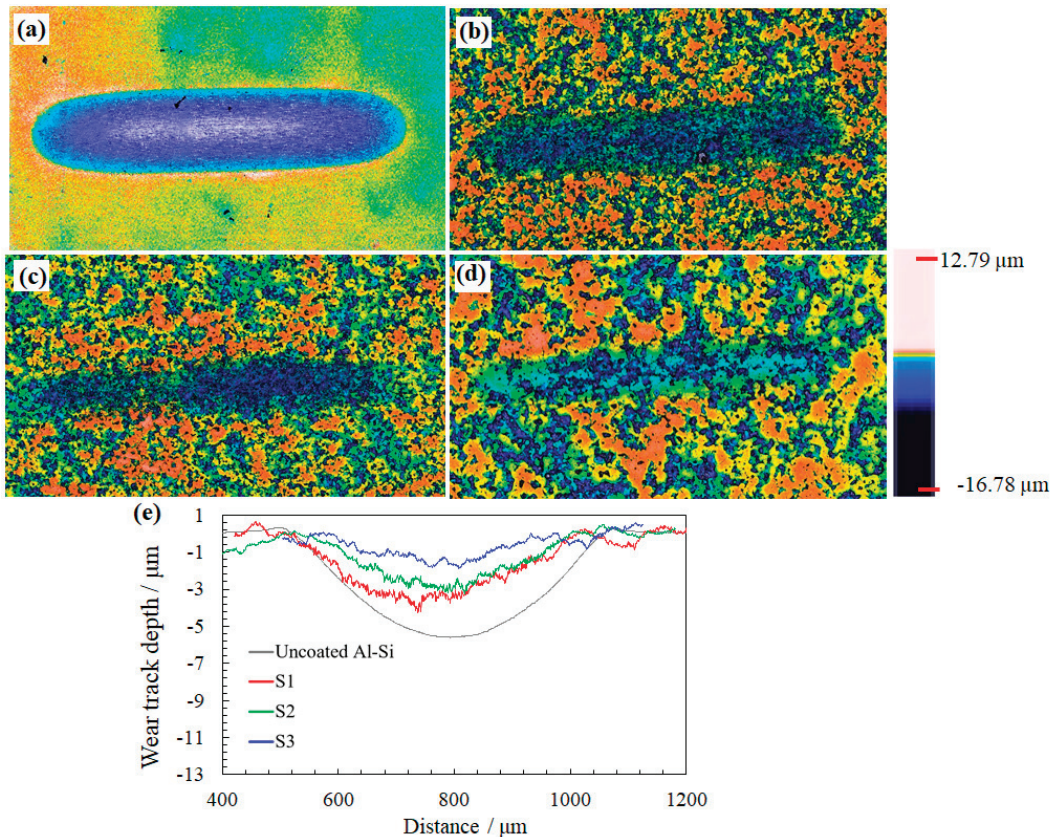 (a)
(b)
(c)
(d)
12.79 μm
-16.78 μm
(e)
Wear track depth / μm
1
-1
-3
-5
-7
-9
-11
-13
Uncoated Al-Si
S1
S2
S3
400
600
800
1000
1200
Distance / μm